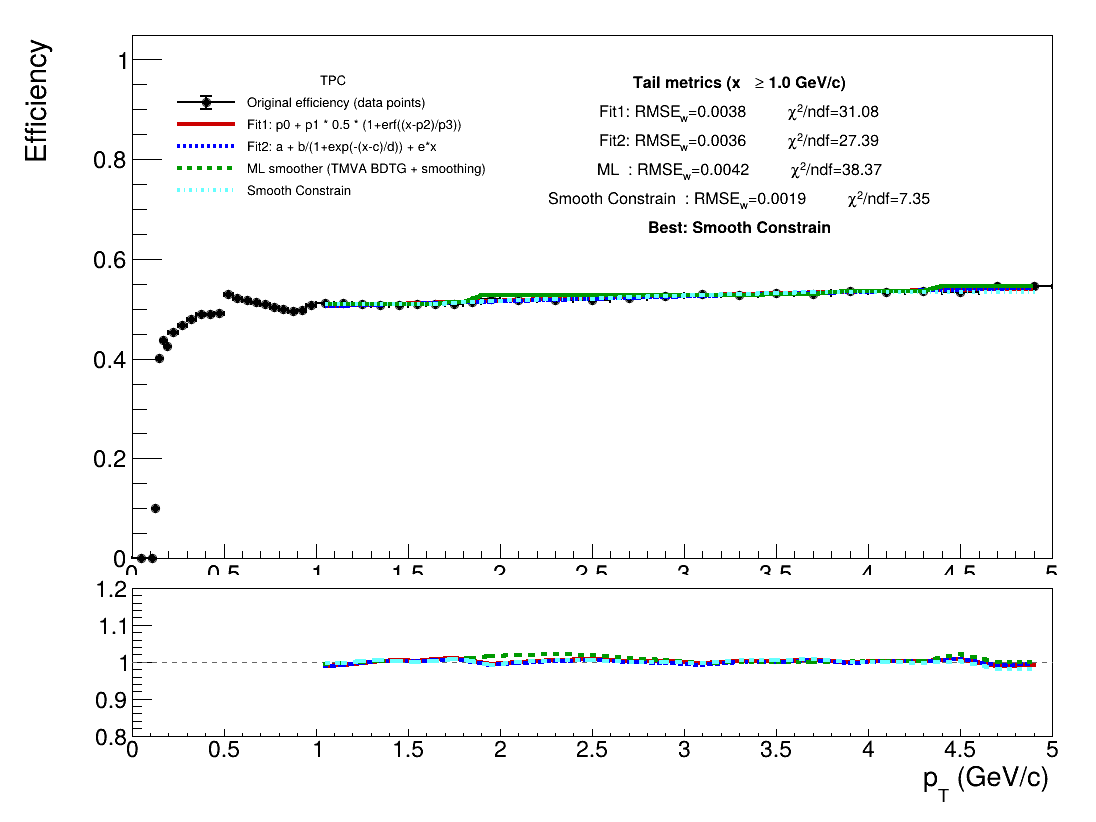 Efficiency
1
0.8
0.6
0.4
0.2
0
TPC
Original efficiency (data points)
Fit1: p0 + p1 * 0.5 * (1+erf((x-p2)/p3))
Fit2: a + b/(1+exp(-(x-c)/d)) + e*x
ML smoother (TMVA BDTG + smoothing)
Smooth Constrain
Tail metrics (x ≥ 1.0 GeV/c)
Fit1: RMSE_w=0.0038 χ²/ndf=31.08
Fit2: RMSE_w=0.0036 χ²/ndf=27.39
ML : RMSE_w=0.0042 χ²/ndf=38.37
Smooth Constrain : RMSE_w=0.0019 χ²/ndf=7.35
Best: Smooth Constrain
0 0.5 1 1.5 2 2.5 3 3.5 4 4.5 5
1.2
1.1
1
0.9
0.8
0 0.5 1 1.5 2 2.5 3 3.5 4 4.5 5
p_T (GeV/c)